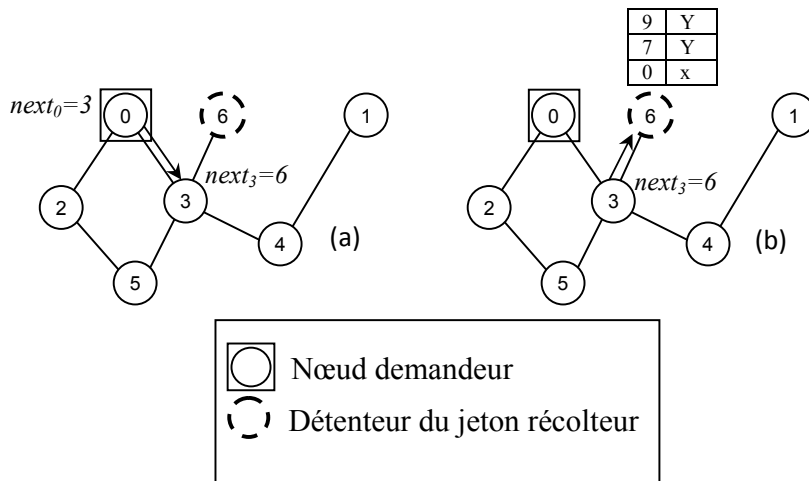 9 Y
7 Y
0 x
next0=3 0 6 1
next3=6
2 3 4 5
(a)
0 6 1
next3=6
2 3 4 5
(b)
Nœud demandeur
Détenteur du jeton récolteur